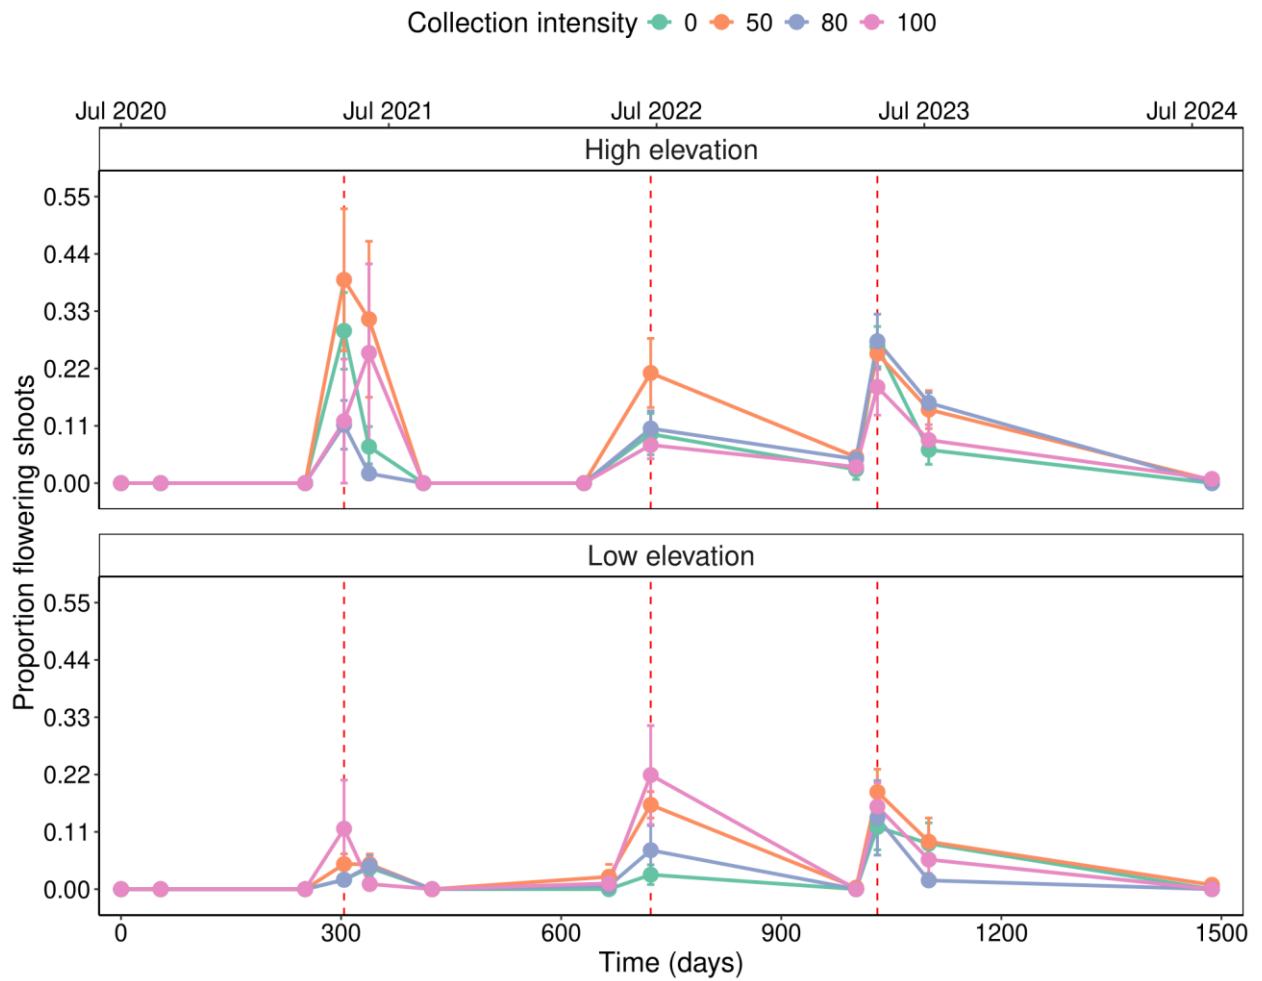 Collection intensity 0 50 80 100
Jul 2020 Jul 2021 Jul 2022 Jul 2023 Jul 2024
High elevation
0.55
0.44
0.33
0.22
0.11
0.00
Proportion flowering shoots
Low elevation
0.55
0.44
0.33
0.22
0.11
0.00
0 300 600 900 1200 1500
Time (days)